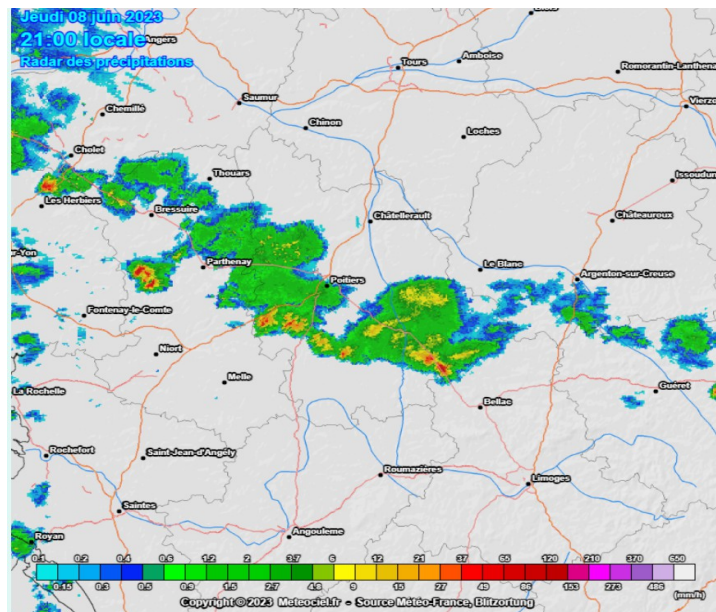 Jeudi 08 juin 2023
21:00 locale
Radar des précipitations
Angers
Tours
Amboise
Romorantin-Lanthena
Chemillé
Saumur
Vierzo
Chinon
Loches
Cholet
Thouars
Issoudun
Les Herbiers
Bressuire
Châtellerault
Châteauroux
ur-Yon
Parthenay
Poitiers
Le Blanc
Argenton-sur-Creuse
Fontenay-le-Comte
Niort
Melle
La Rochelle
Guéret
Bellac
Rochefort
Saint-Jean-d'Angély
Roumazières
Limoges
Saintes
Royan
Angouleme
0.1 0.2 0.4 0.6 1.2 2 3.7 6 12 21 37 65 120 210 370 650
0.15 0.3 0.5 0.9 1.5 2.7 4.8 9 15 27 49 86 153 273 486 (mm/h)
Copyright © 2023 Meteociel.fr - Source Météo-France, Blitzortung